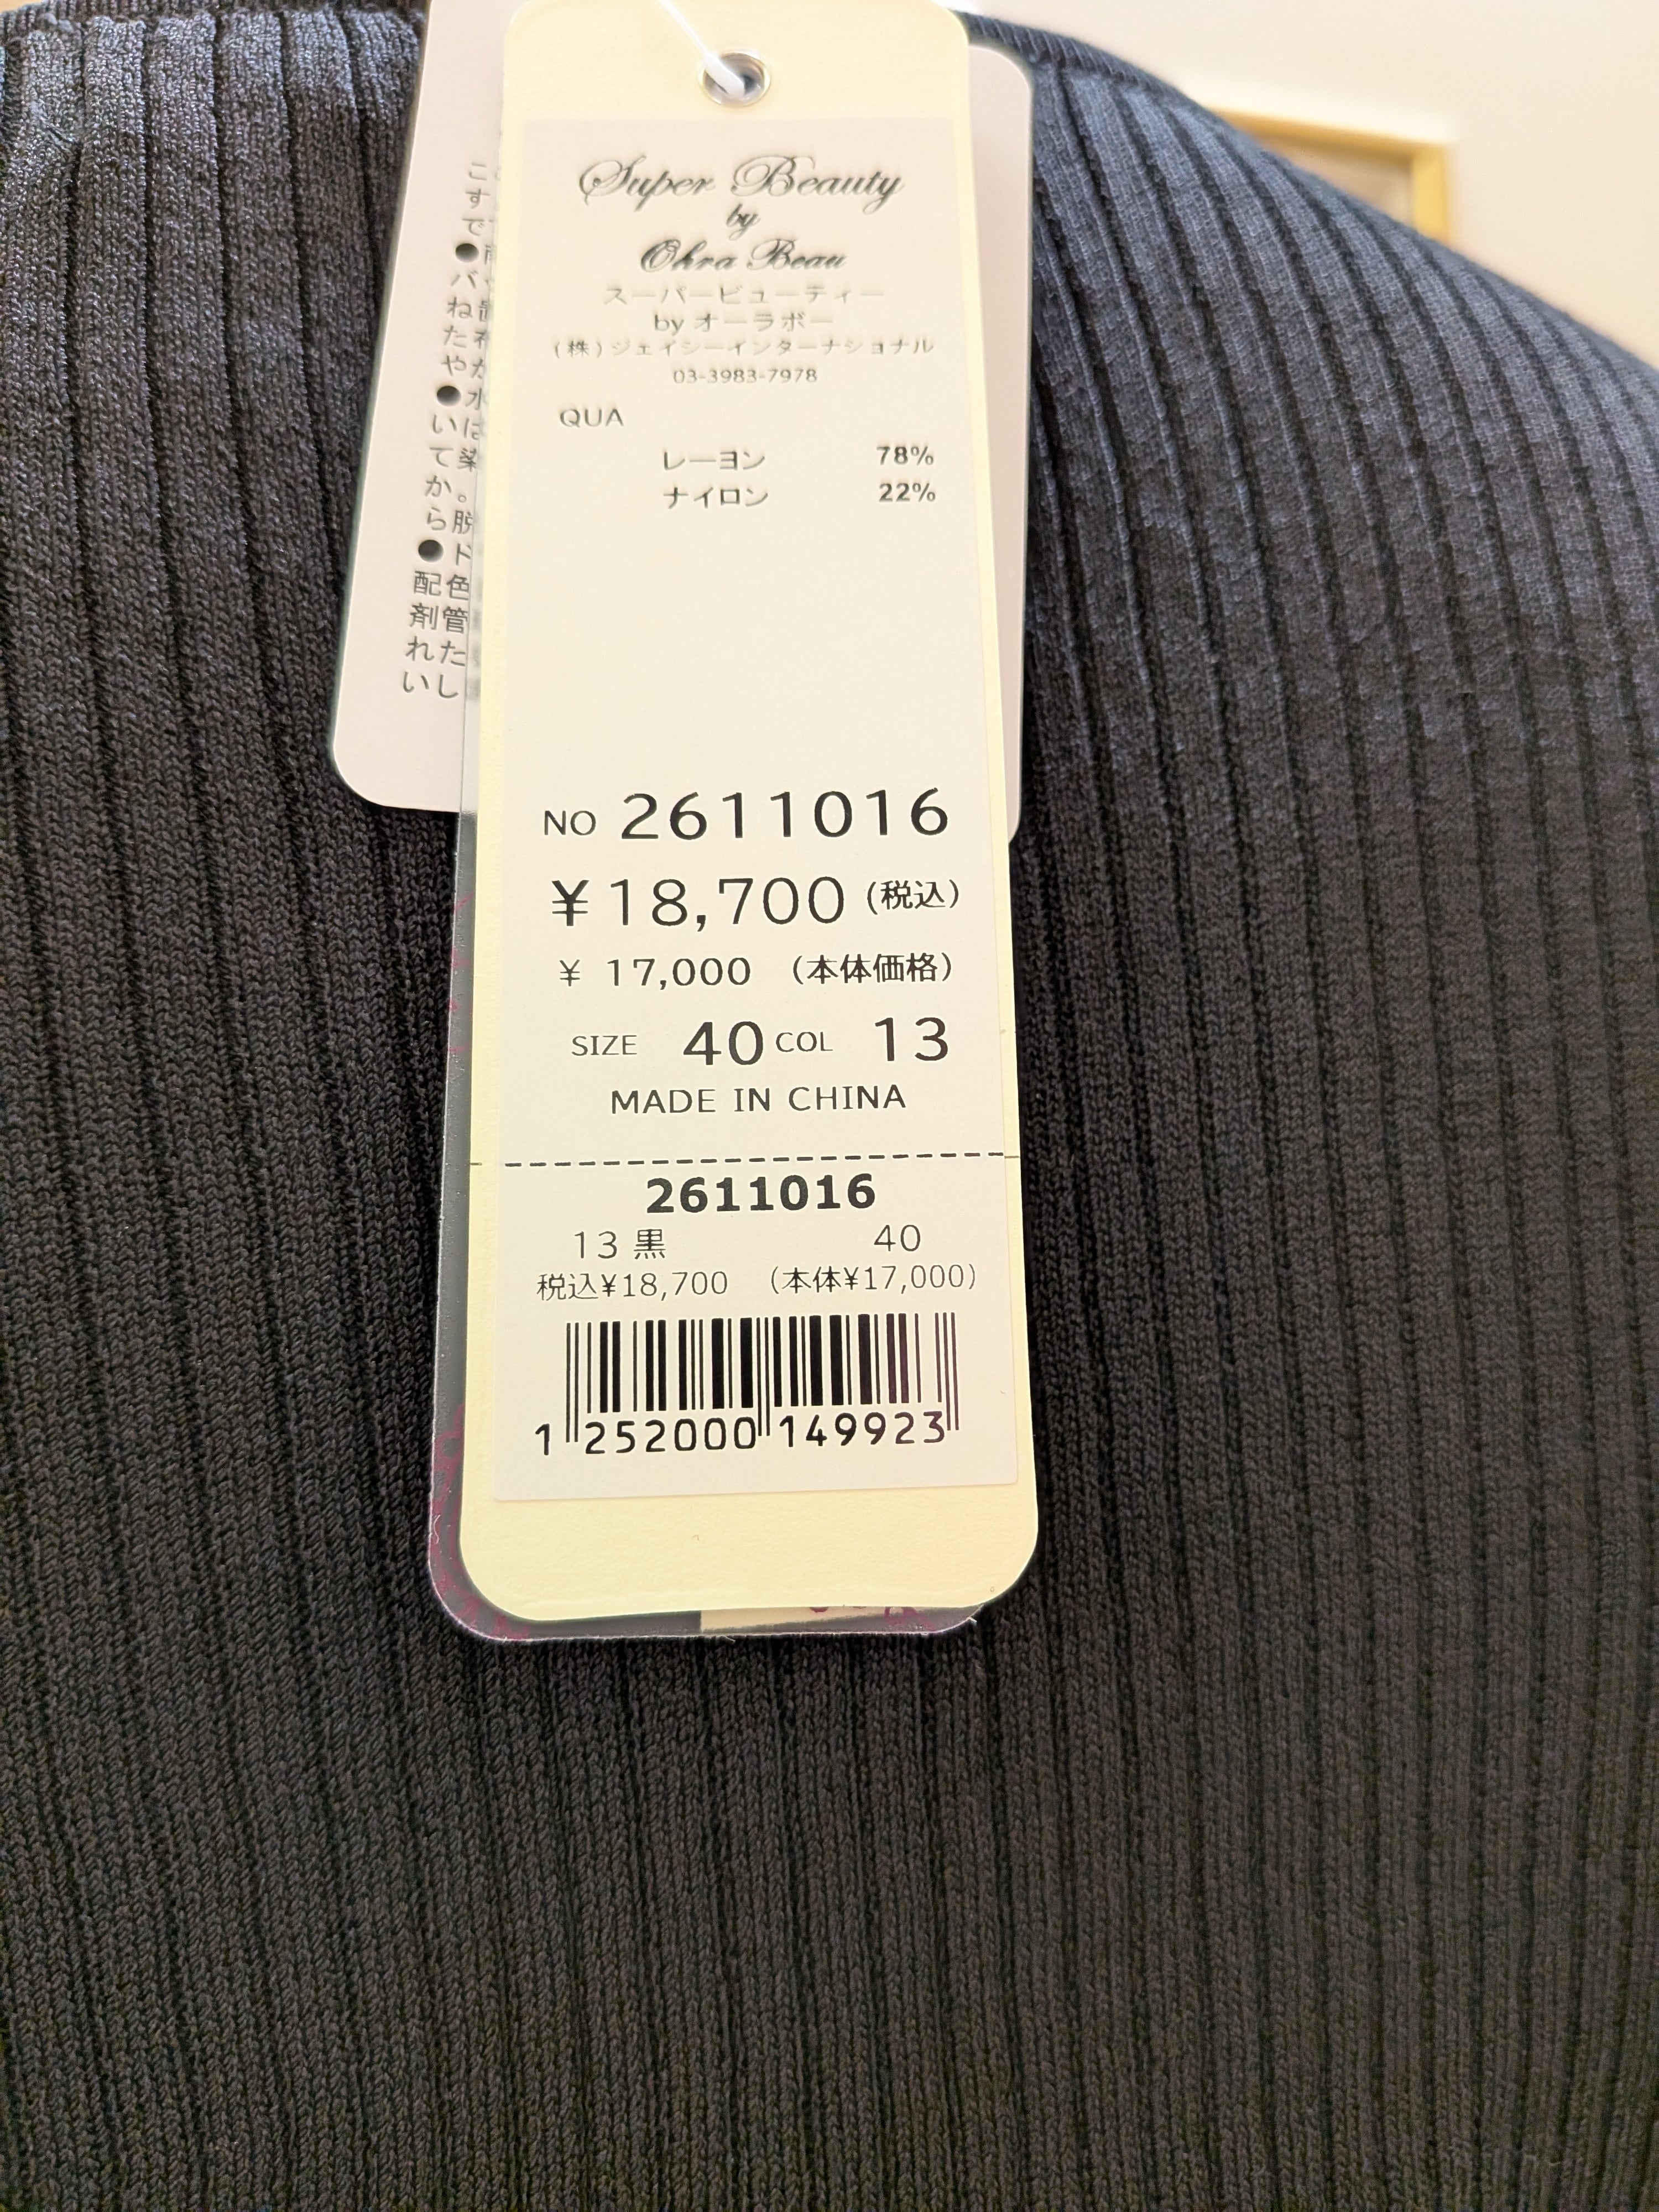 Super Beauty
by
Ohra Beau
スーパービューティー
by オーラボー
(株)ジェイシーインターナショナル
03-3983-7978
QUA
レーヨン 78%
ナイロン 22%
NO 2611016
¥18,700 (税込)
¥ 17,000 (本体価格)
SIZE 40 COL 13
MADE IN CHINA
2611016
13 黒 40
税込¥18,700 (本体¥17,000)
1 252000 149923